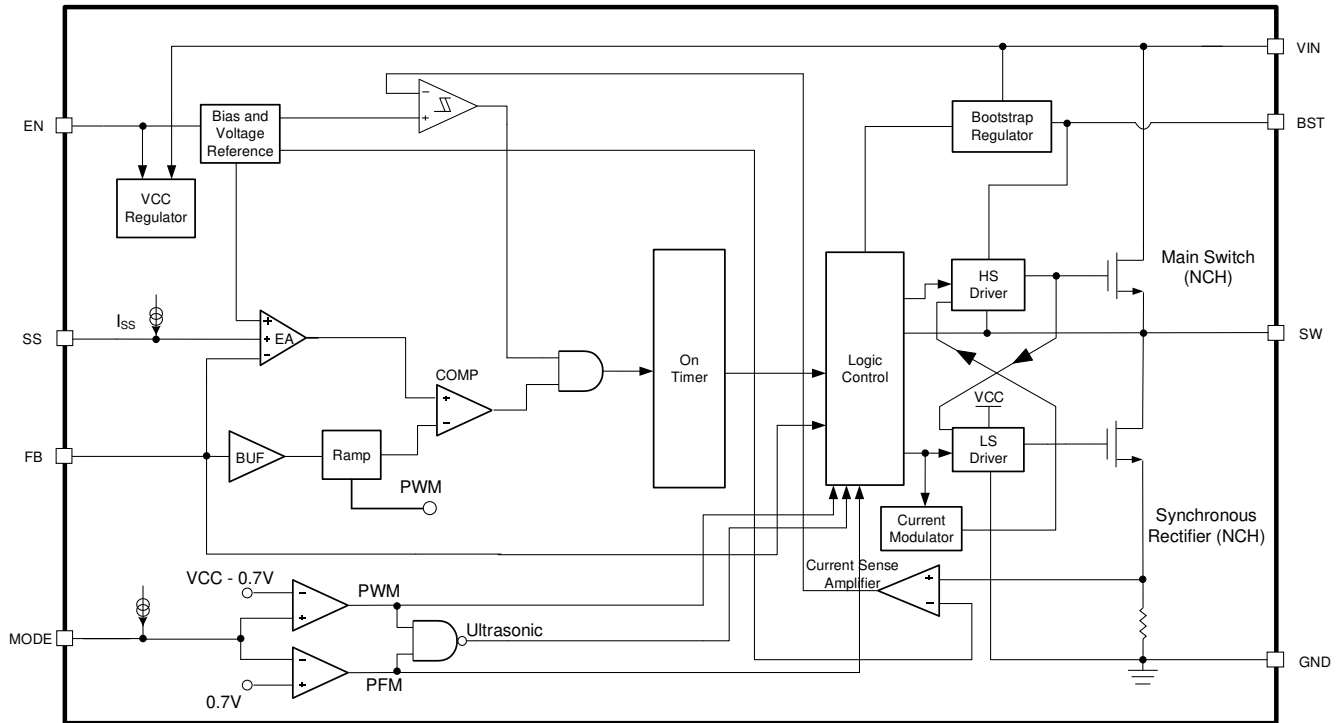 VIN
EN
Bias and
Voltage
Reference
−
+
Bootstrap
Regulator
BST
VCC
Regulator
Main Switch
(NCH)
HS
Driver
SS
ISS
+
+
−
EA
On
Timer
Logic
Control
SW
COMP
+
−
VCC
LS
Driver
FB
BUF
Ramp
PWM
Current
Modulator
Synchronous
Rectifier (NCH)
Current Sense
Amplifier
+
−
VCC - 0.7V
−
+
PWM
MODE
Ultrasonic
−
+
PFM
0.7V
GND